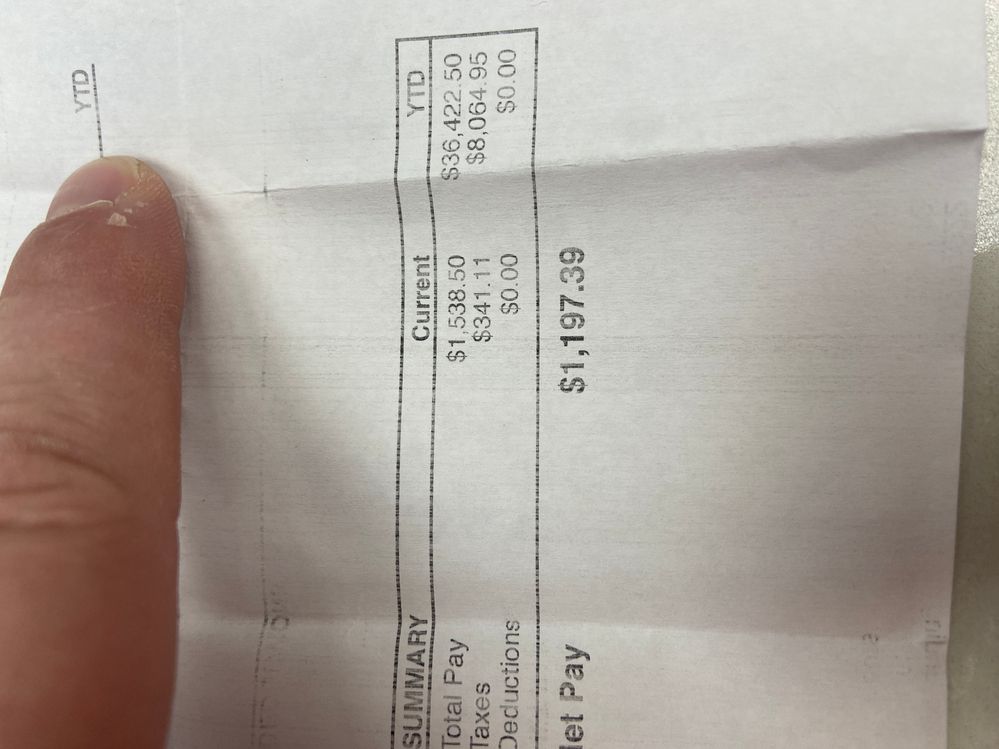 YTD
SUMMARY Current YTD
Total Pay $1,538.50 $36,422.50
Taxes $341.11 $8,064.95
Deductions $0.00 $0.00
Net Pay $1,197.39